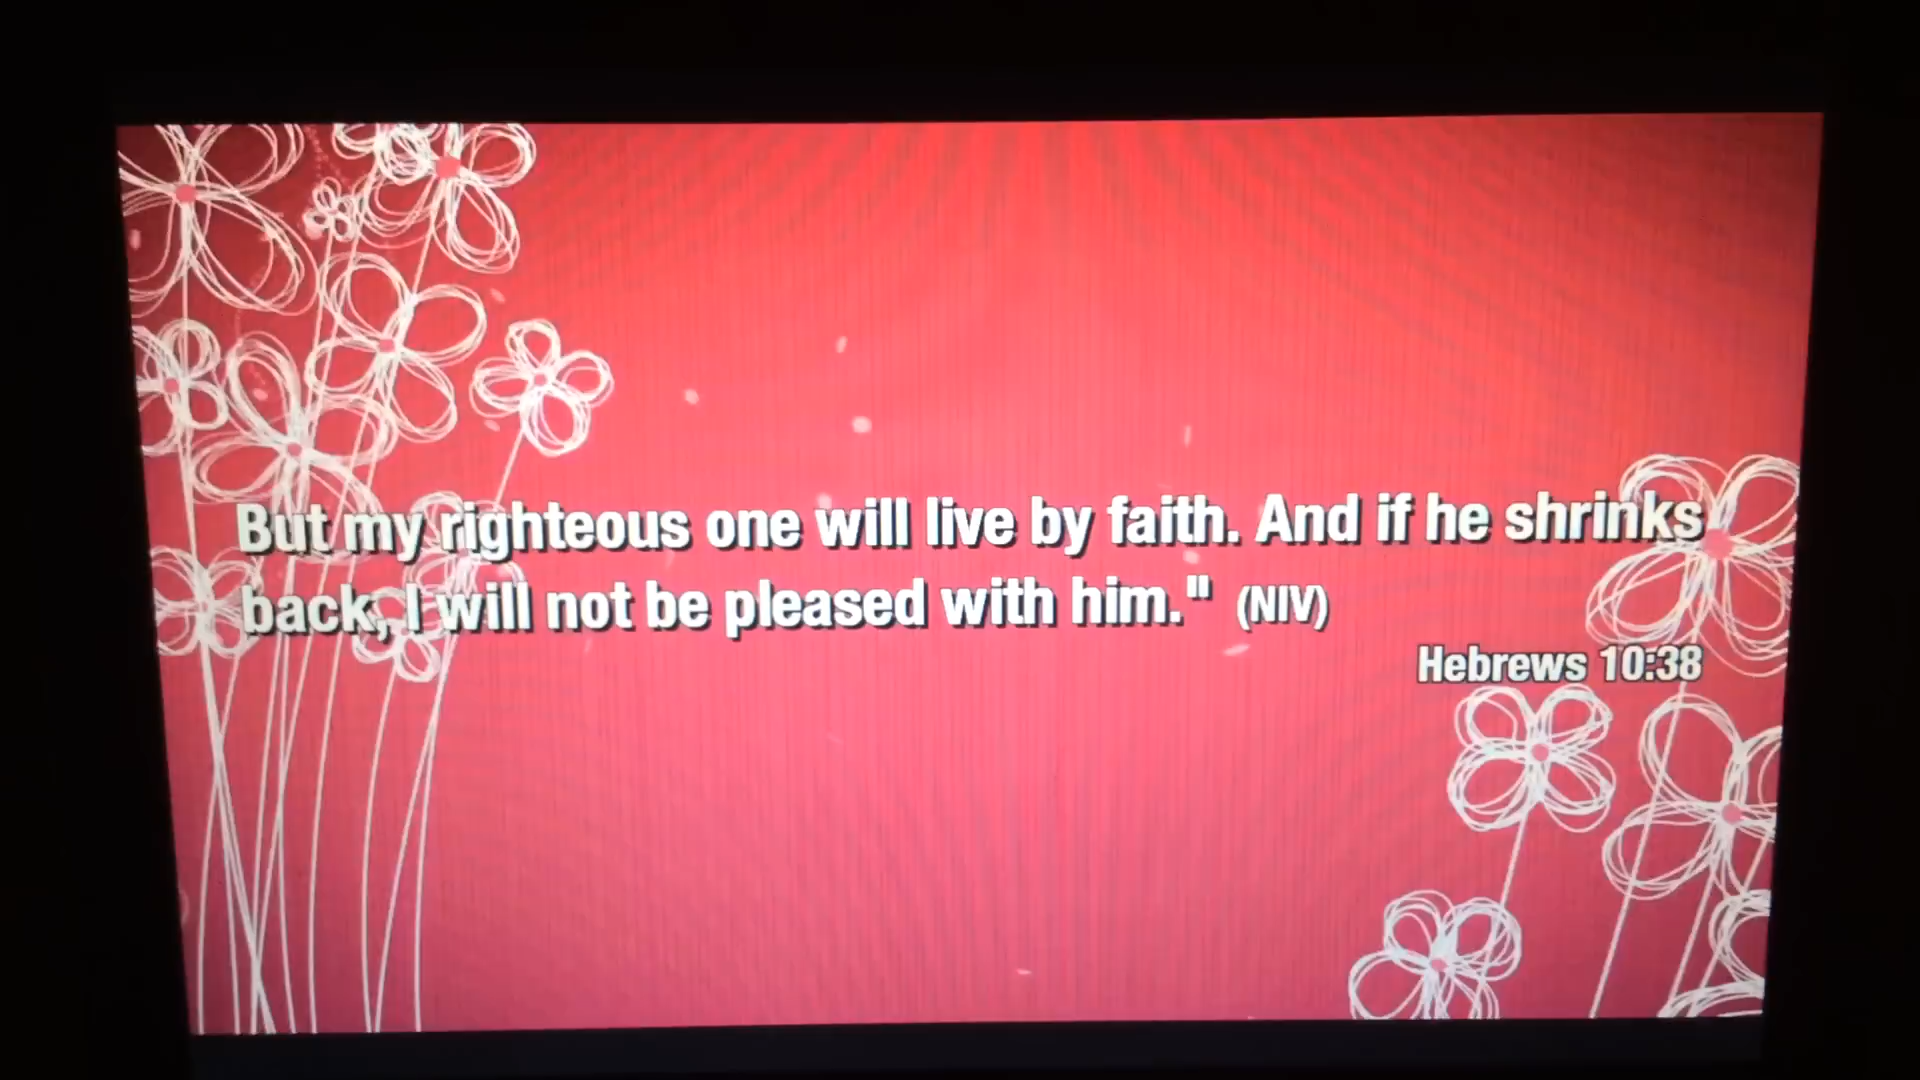 But my righteous one will live by faith. And if he shrinks
back, I will not be pleased with him." (NIV)
Hebrews 10:38